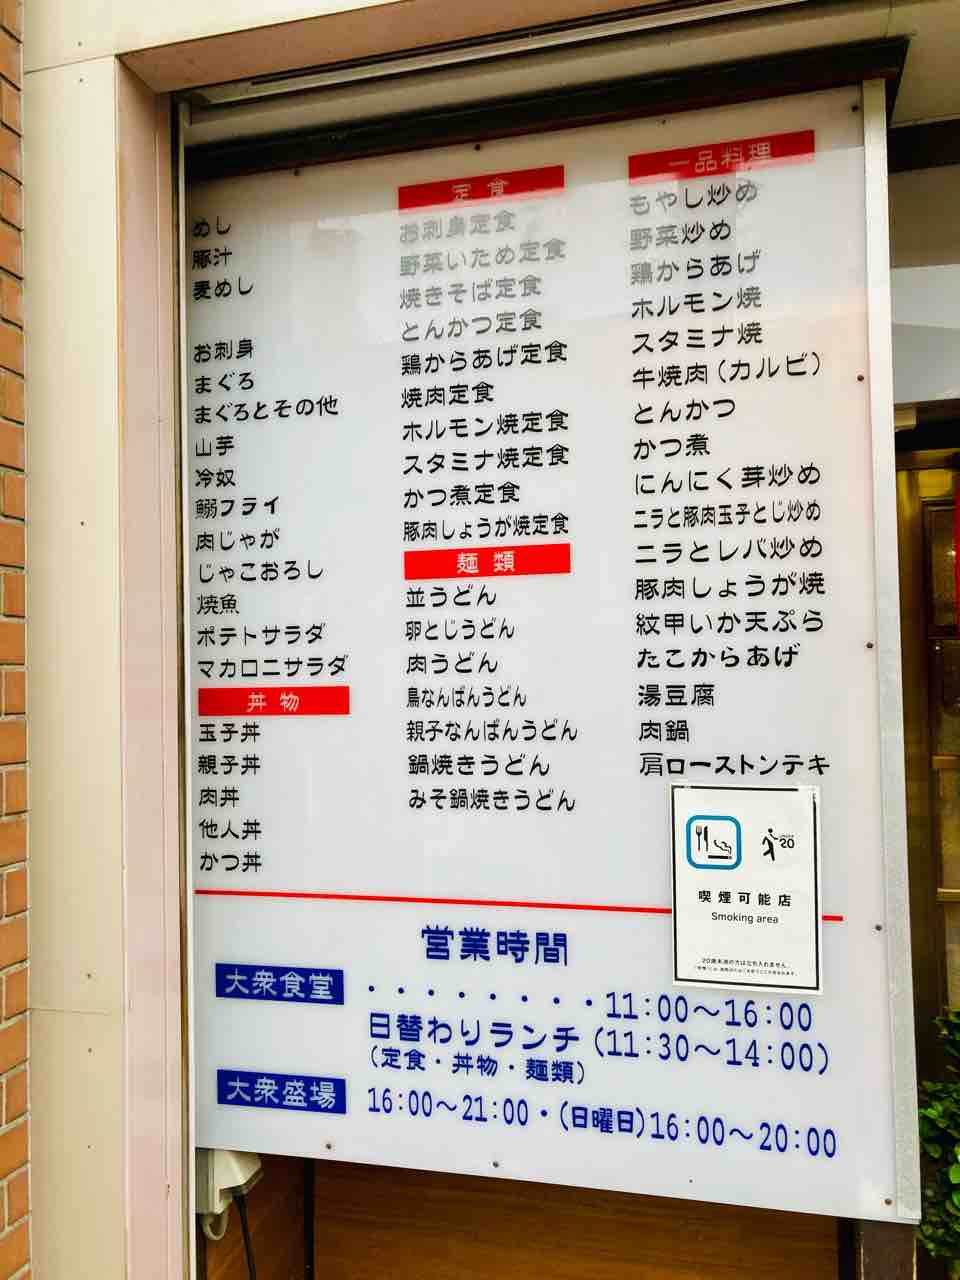 めし
豚汁
麦めし
お刺身
まぐろ
まぐろとその他
山芋
冷奴
鰯フライ
肉じゃが
じゃこおろし
焼魚
ポテトサラダ
マカロニサラダ
丼物
玉子丼
親子丼
肉丼
他人丼
かつ丼
定食
お刺身定食
野菜いため定食
焼きそば定食
とんかつ定食
鶏からあげ定食
焼肉定食
ホルモン焼定食
スタミナ焼定食
かつ煮定食
豚肉しょうが焼定食
麺類
並うどん
卵とじうどん
肉うどん
鳥なんばんうどん
親子なんばんうどん
鍋焼きうどん
みそ鍋焼きうどん
一品料理
もやし炒め
野菜炒め
鶏からあげ
ホルモン焼
スタミナ焼
牛焼肉(カルビ)
とんかつ
かつ煮
にんにく芽炒め
ニラと豚肉玉子とじ炒め
ニラとレバ炒め
豚肉しょうが焼
紋甲いか天ぷら
たこからあげ
湯豆腐
肉鍋
肩ローストンテキ
20
喫煙可能店
Smoking area
20歳未満の方は立ち入れません。
営業時間
大衆食堂 ・・・・・・・・11:00～16:00
日替わりランチ(11:30～14:00)
(定食・丼物・麺類)
大衆盛場 16:00～21:00・(日曜日)16:00～20:00